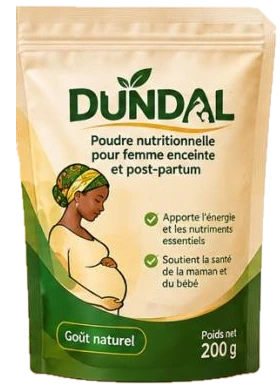 DUNDAL
Poudre nutritionnelle
pour femme enceinte
et post-partum
Apporte l'énergie
et les nutriments
essentiels
Soutient la santé
de la maman et
du bébé
Goût naturel
Poids net
200 g